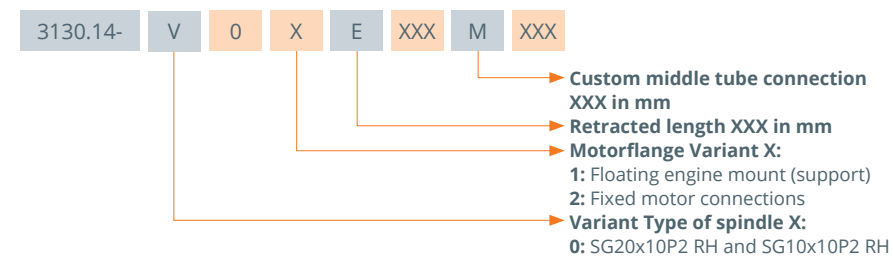 3130.14- V 0 X E XXX M XXX
Custom middle tube connection
XXX in mm
Retracted length XXX in mm
Motorflange Variant X:
1: Floating engine mount (support)
2: Fixed motor connections
Variant Type of spindle X:
0: SG20x10P2 RH and SG10x10P2 RH